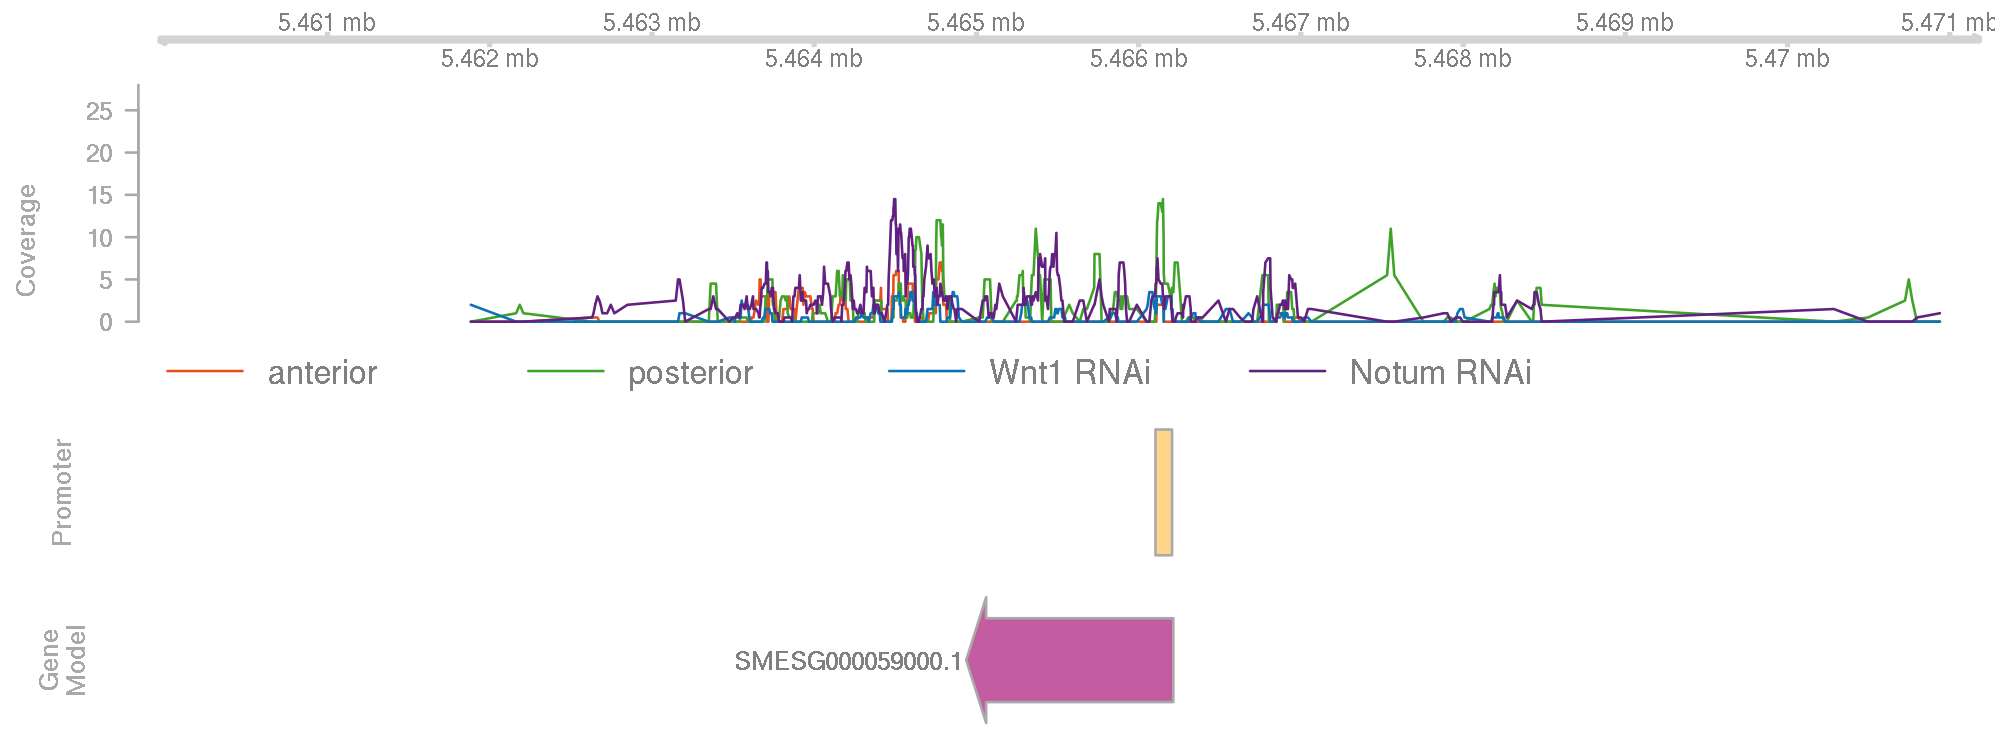 5.461 mb 5.463 mb 5.465 mb 5.467 mb 5.469 mb 5.471 mb
5.462 mb 5.464 mb 5.466 mb 5.468 mb 5.47 mb
Coverage
25
20
15
10
5
0
anterior posterior Wnt1 RNAi Notum RNAi
Promoter
Gene
Model
SMESG000059000.1